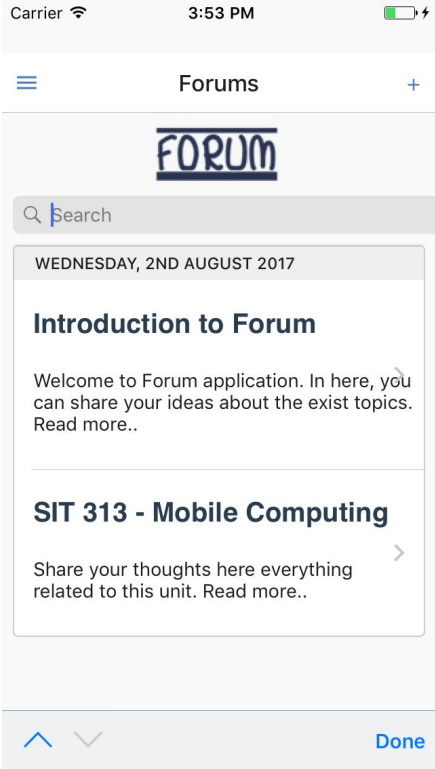 Carrier
3:53 PM
Forums
+
FORUM
Search
WEDNESDAY, 2ND AUGUST 2017
Introduction to Forum
Welcome to Forum application. In here, you
can share your ideas about the exist topics.
Read more..
SIT 313 - Mobile Computing
Share your thoughts here everything
related to this unit. Read more..
Done